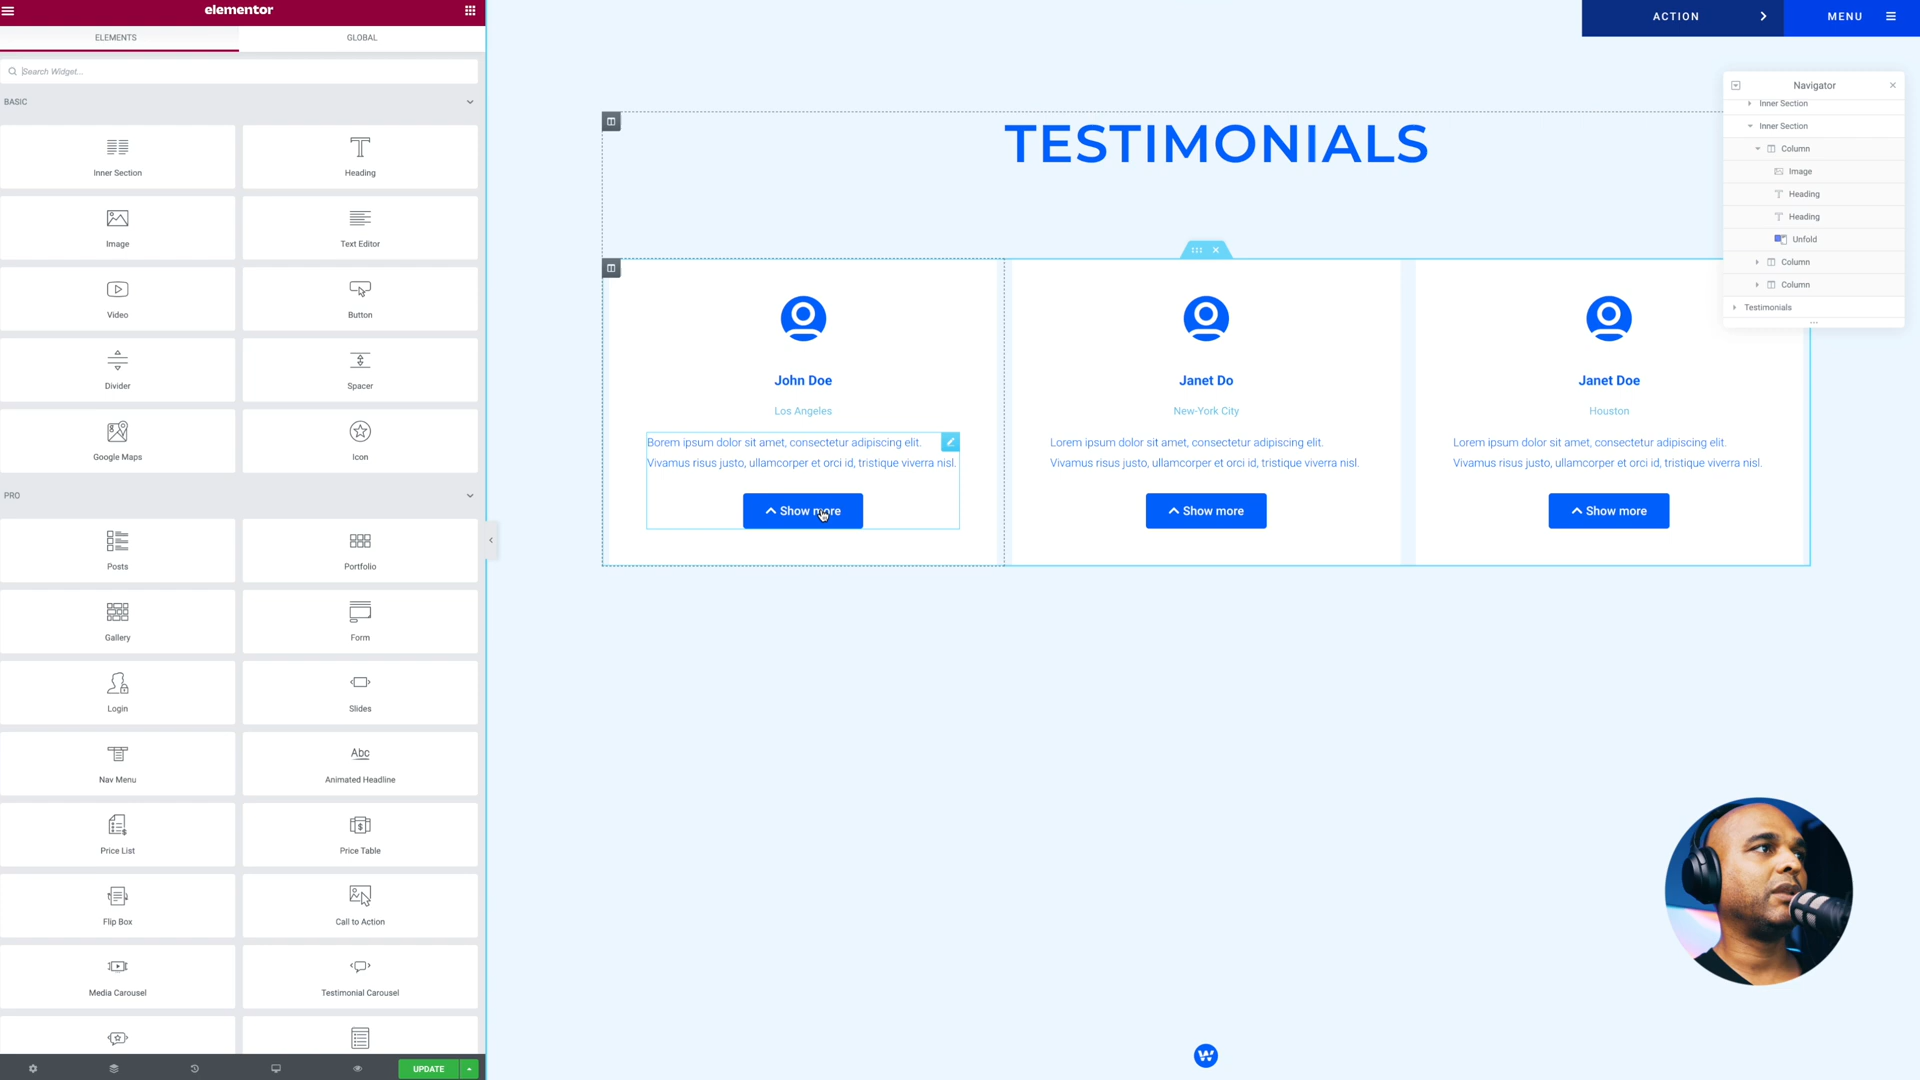 elementor
ELEMENTS
GLOBAL
Search Widget...
BASIC
Inner Section
Heading
Image
Text Editor
Video
Button
Divider
Spacer
Google Maps
Icon
PRO
Posts
Portfolio
Gallery
Form
Login
Slides
Nav Menu
Abc
Animated Headline
Price List
Price Table
Flip Box
Call to Action
Media Carousel
Testimonial Carousel
UPDATE
ACTION
MENU
TESTIMONIALS
John Doe
Los Angeles
Borem ipsum dolor sit amet, consectetur adipiscing elit.
Vivamus risus justo, ullamcorper et orci id, tristique viverra nisl.
Show more
Janet Do
New-York City
Lorem ipsum dolor sit amet, consectetur adipiscing elit.
Vivamus risus justo, ullamcorper et orci id, tristique viverra nisl.
Show more
Janet Doe
Houston
Lorem ipsum dolor sit amet, consectetur adipiscing elit.
Vivamus risus justo, ullamcorper et orci id, tristique viverra nisl.
Show more
Navigator
Inner Section
Inner Section
Column
Image
Heading
Heading
Unfold
Column
Column
Testimonials
W